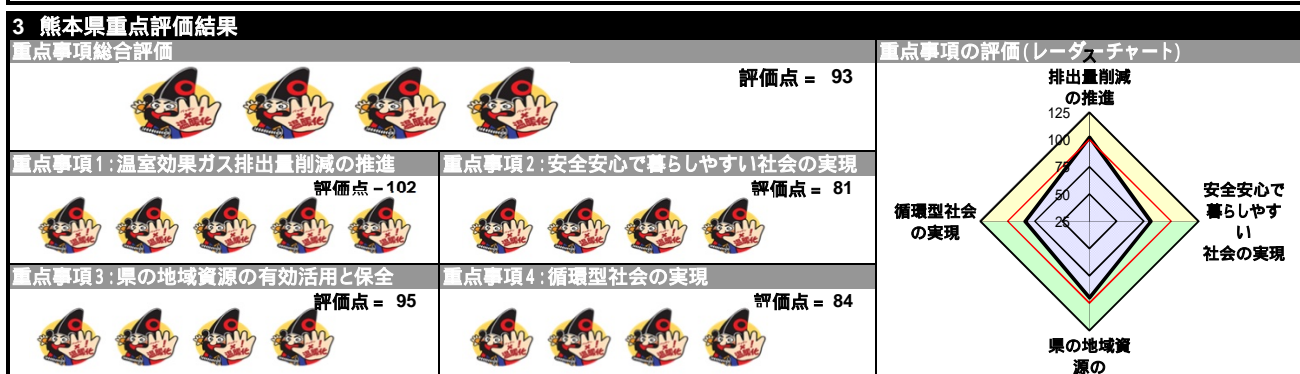 3 熊本県重点評価結果
重点事項総合評価
評価点 = 93
重点事項1:温室効果ガス排出量削減の推進
評価点 = 102
重点事項2:安全安心で暮らしやすい社会の実現
評価点 = 81
重点事項3:県の地域資源の有効活用と保全
評価点 = 95
重点事項4:循環型社会の実現
評価点 = 84
重点事項の評価(レーダーチャート)
ス
排出量削減
の推進
125
100
75
50
25
安全安心で
暮らしやす
い
社会の実現
循環型社会
の実現
県の地域資
源の